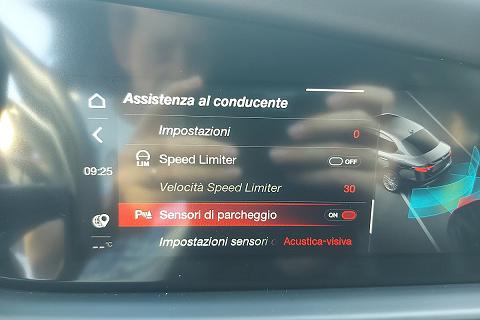 Assistenza al conducente
Impostazioni 0
LIM Speed Limiter OFF
09:25
Velocità Speed Limiter 30
Sensori di parcheggio ON
--°C
Impostazioni sensori Acustica-visiva